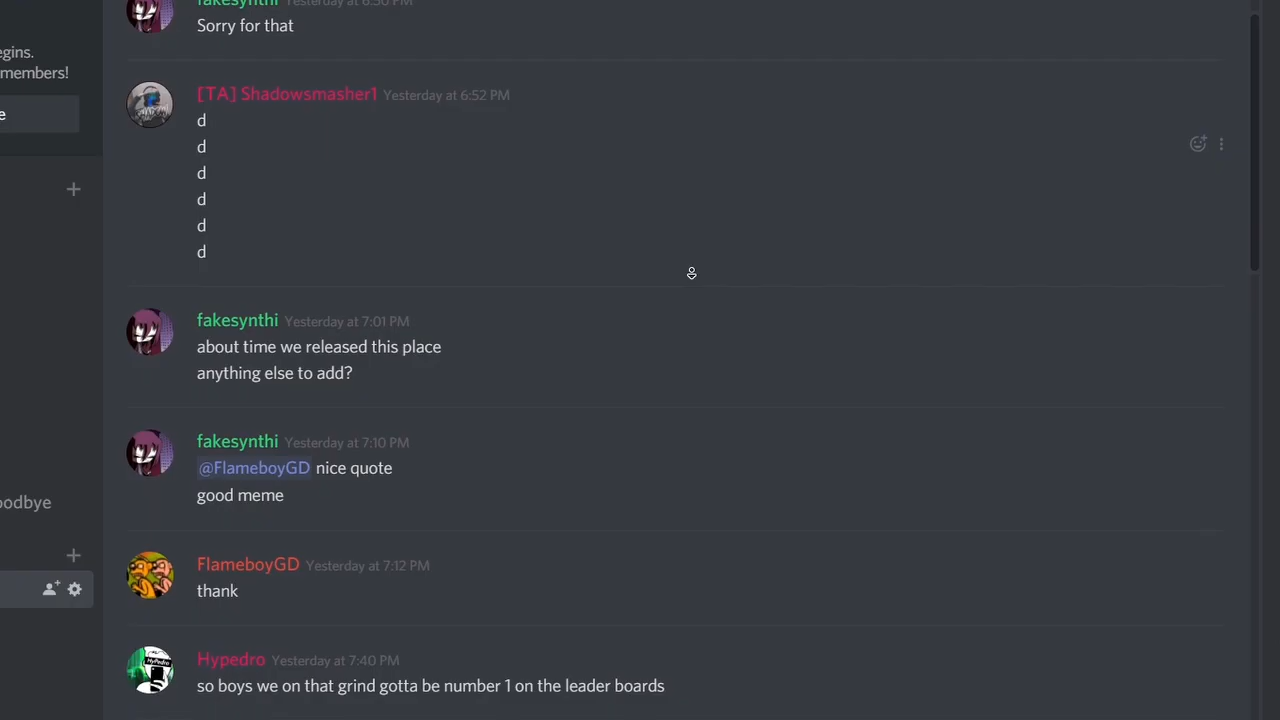 fakesynthi Yesterday at 6:50 PM
Sorry for that
egins.
members!
e
[TA] Shadowsmasher1 Yesterday at 6:52 PM
d
d
d
d
d
d
fakesynthi Yesterday at 7:01 PM
about time we released this place
anything else to add?
fakesynthi Yesterday at 7:10 PM
@FlameboyGD nice quote
good meme
oodbye
FlameboyGD Yesterday at 7:12 PM
thank
HyPedro
Hypedro Yesterday at 7:40 PM
so boys we on that grind gotta be number 1 on the leader boards